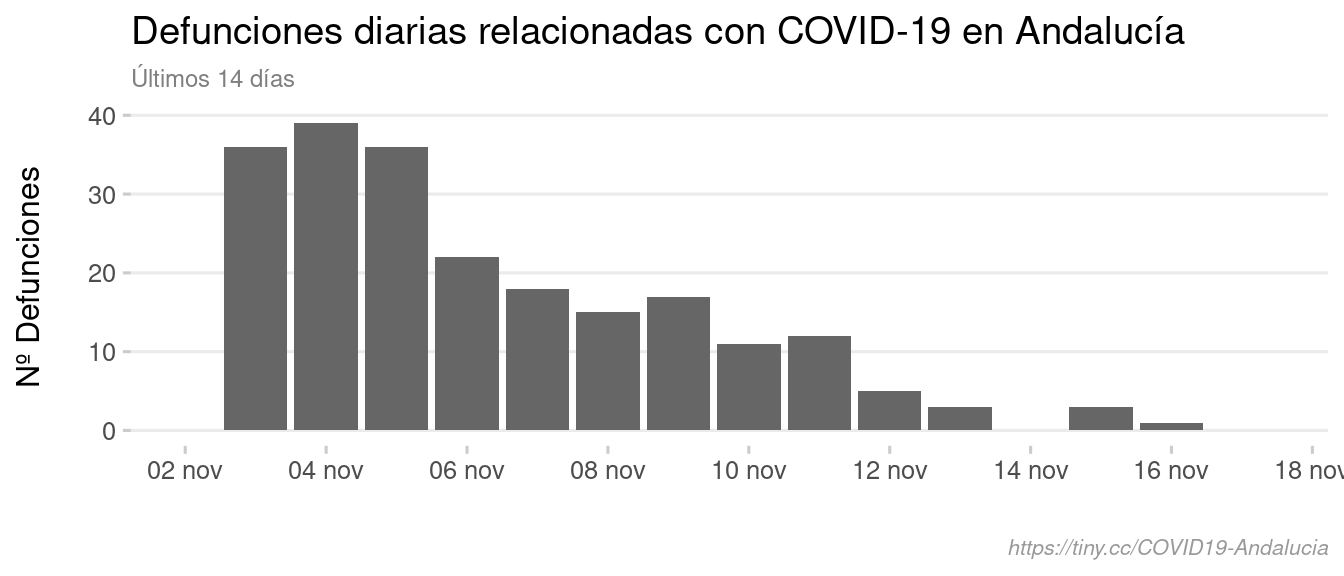 Defunciones diarias relacionadas con COVID-19 en Andalucía
Últimos 14 días
Nº Defunciones
40
30
20
10
0
02 nov 04 nov 06 nov 08 nov 10 nov 12 nov 14 nov 16 nov 18 nov
https://tiny.cc/COVID19-Andalucia